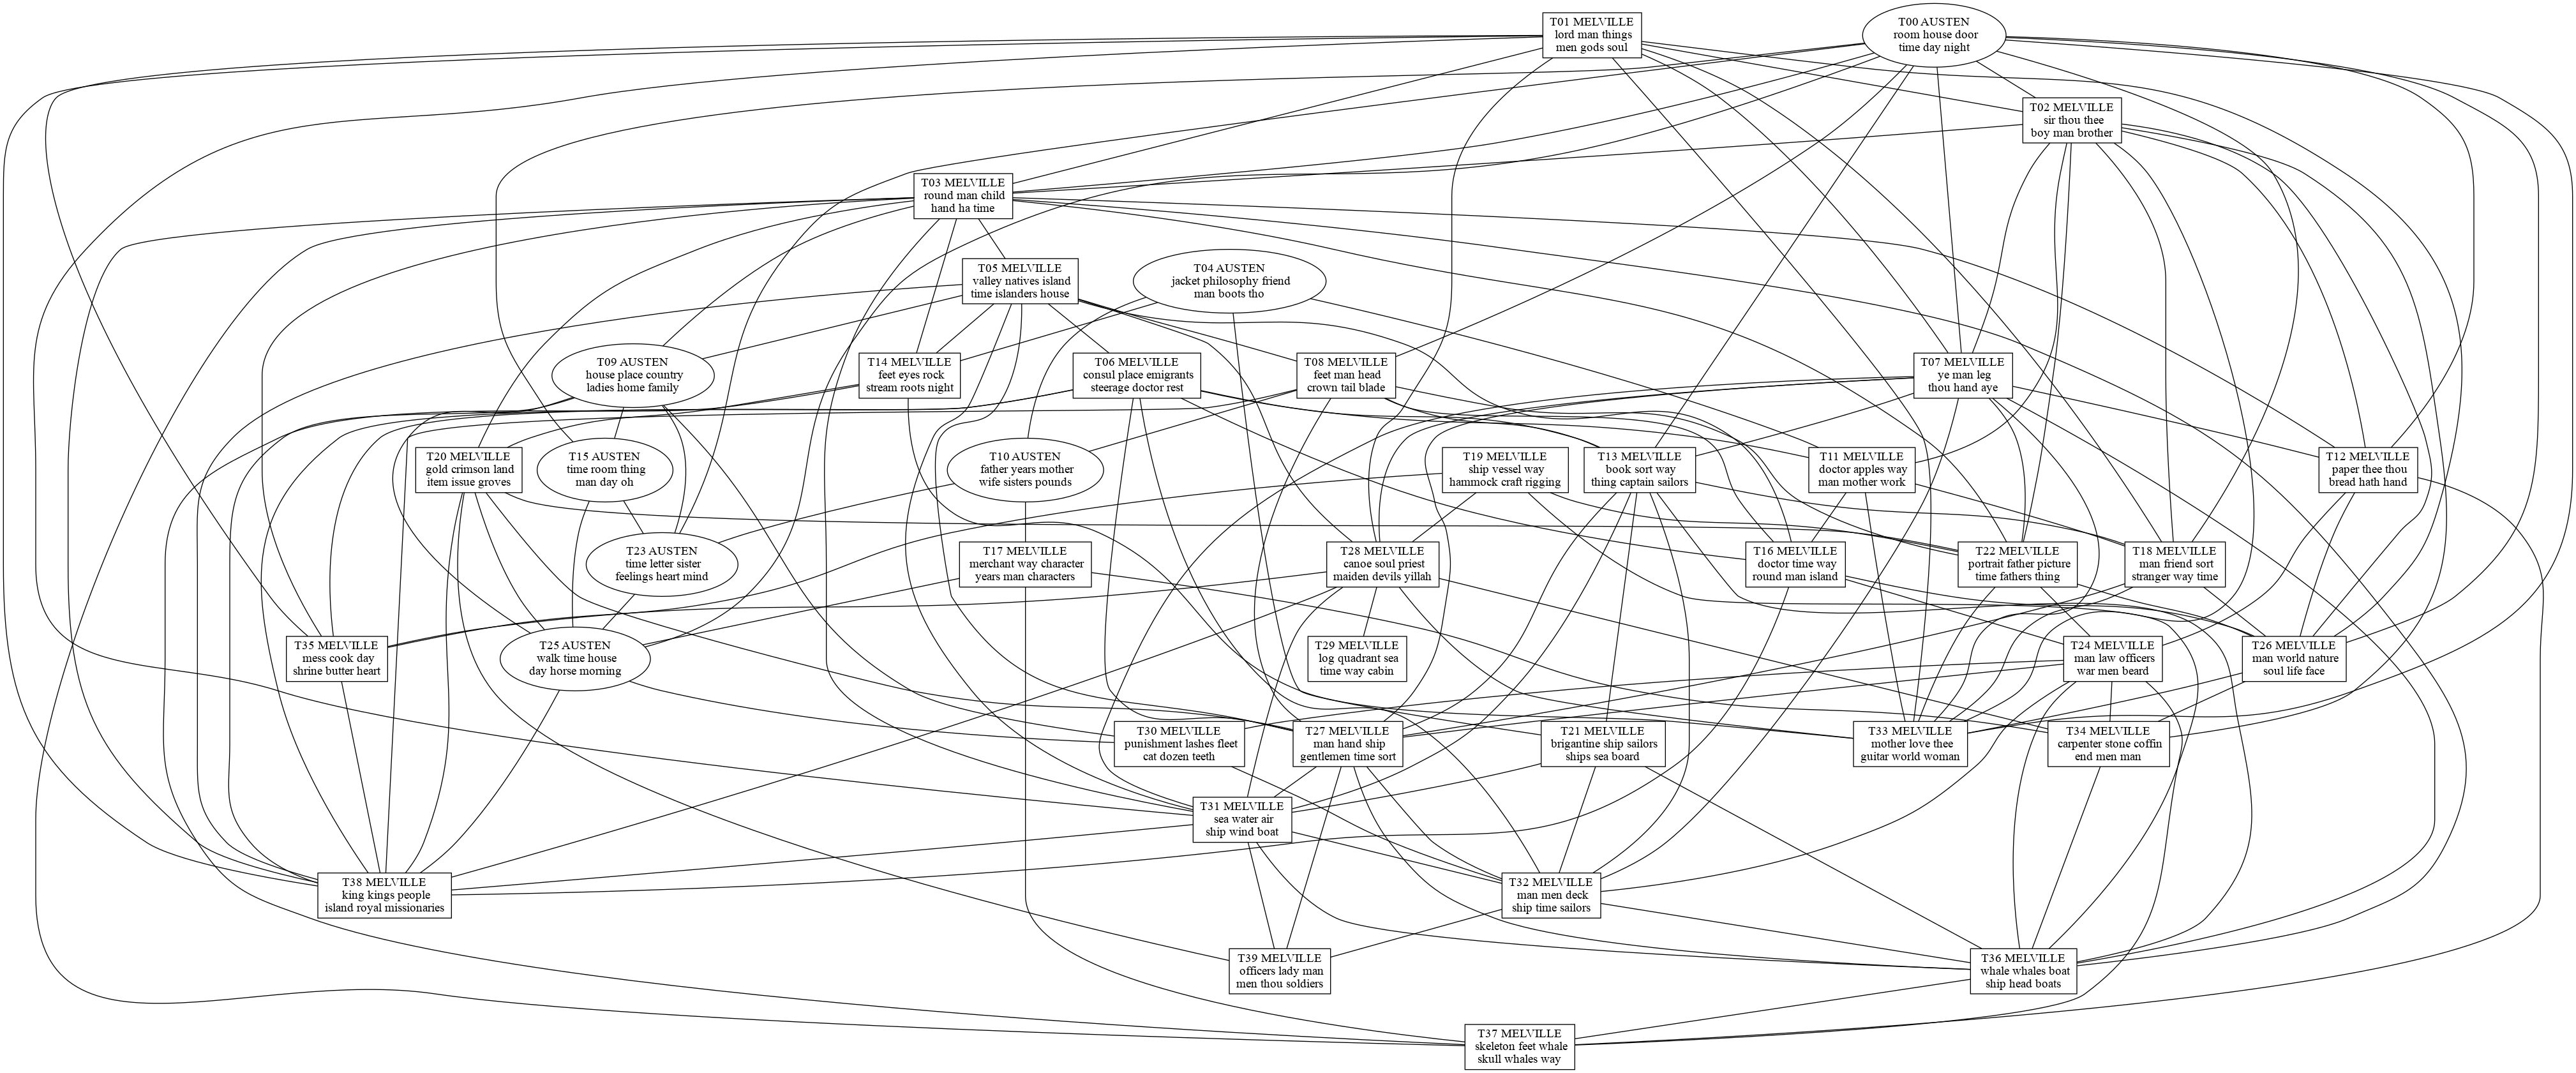 T01 MELVILLE
lord man things
men gods soul
T00 AUSTEN
room house door
time day night
T02 MELVILLE
sir thou thee
boy man brother
T03 MELVILLE
round man child
hand ha time
T05 MELVILLE
valley natives island
time islanders house
T04 AUSTEN
jacket philosophy friend
man boots tho
T09 AUSTEN
house place country
ladies home family
T14 MELVILLE
feet eyes rock
stream roots night
T06 MELVILLE
consul place emigrants
steerage doctor rest
T08 MELVILLE
feet man head
crown tail blade
T07 MELVILLE
ye man leg
thou hand aye
T20 MELVILLE
gold crimson land
item issue groves
T15 AUSTEN
time room thing
man day oh
T10 AUSTEN
father years mother
wife sisters pounds
T19 MELVILLE
ship vessel way
hammock craft rigging
T13 MELVILLE
book sort way
thing captain sailors
T11 MELVILLE
doctor apples way
man mother work
T12 MELVILLE
paper thee thou
bread hath hand
T23 AUSTEN
time letter sister
feelings heart mind
T17 MELVILLE
merchant way character
years man characters
T28 MELVILLE
canoe soul priest
maiden devils yillah
T16 MELVILLE
doctor time way
round man island
T22 MELVILLE
portrait father picture
time fathers thing
T18 MELVILLE
man friend sort
stranger way time
T35 MELVILLE
mess cook day
shrine butter heart
T25 AUSTEN
walk time house
day horse morning
T29 MELVILLE
log quadrant sea
time way cabin
T24 MELVILLE
man law officers
war men beard
T26 MELVILLE
man world nature
soul life face
T30 MELVILLE
punishment lashes fleet
cat dozen teeth
T27 MELVILLE
man hand ship
gentlemen time sort
T21 MELVILLE
brigantine ship sailors
ships sea board
T33 MELVILLE
mother love thee
guitar world woman
T34 MELVILLE
carpenter stone coffin
end men man
T31 MELVILLE
sea water air
ship wind boat
T38 MELVILLE
king kings people
island royal missionaries
T32 MELVILLE
man men deck
ship time sailors
T39 MELVILLE
officers lady man
men thou soldiers
T36 MELVILLE
whale whales boat
ship head boats
T37 MELVILLE
skeleton feet whale
skull whales way